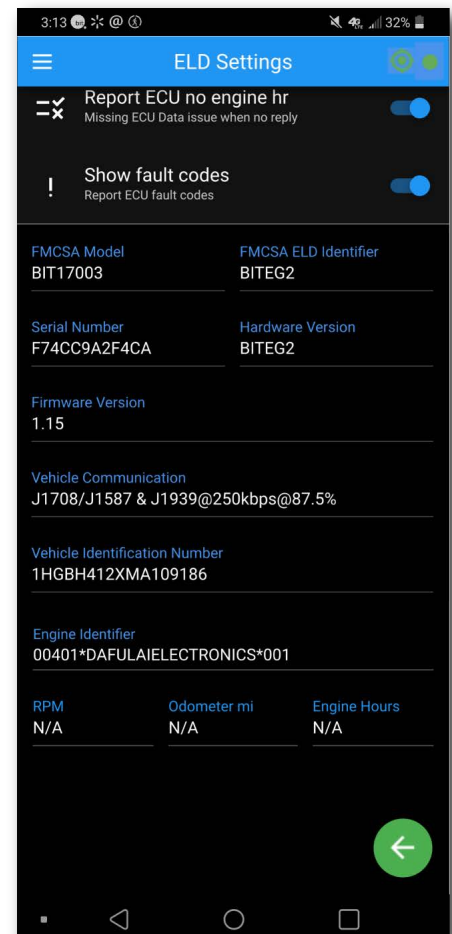 3:13 bit @ 4G 32%
ELD Settings
Report ECU no engine hr
Missing ECU Data issue when no reply
Show fault codes
Report ECU fault codes
FMCSA Model FMCSA ELD Identifier
BIT17003 BITEG2
Serial Number Hardware Version
F74CC9A2F4CA BITEG2
Firmware Version
1.15
Vehicle Communication
J1708/J1587 & J1939@250kbps@87.5%
Vehicle Identification Number
1HGBH412XMA109186
Engine Identifier
00401*DAFULAIELECTRONICS*001
RPM Odometer mi Engine Hours
N/A N/A N/A